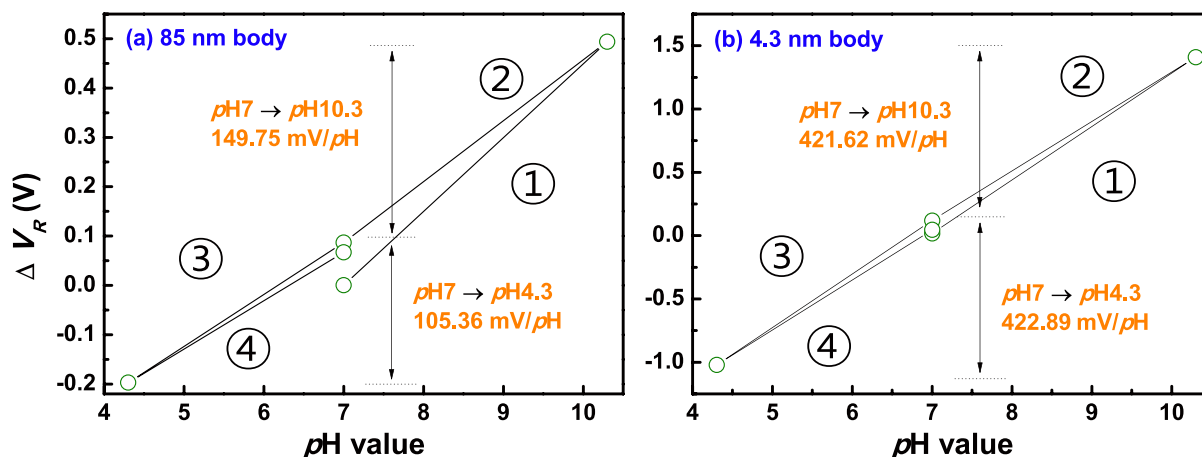 (a) 85 nm body
pH7 → pH10.3
149.75 mV/pH
pH7 → pH4.3
105.36 mV/pH
①
②
③
④
Δ V_R (V)
0.5
0.4
0.3
0.2
0.1
0.0
-0.1
-0.2
4 5 6 7 8 9 10
pH value
(b) 4.3 nm body
pH7 → pH10.3
421.62 mV/pH
pH7 → pH4.3
422.89 mV/pH
①
②
③
④
1.5
1.0
0.5
0.0
-0.5
-1.0
4 5 6 7 8 9 10
pH value